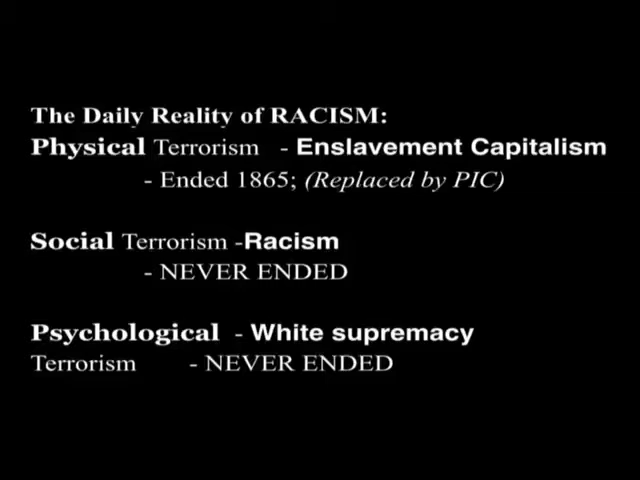 The Daily Reality of RACISM:
Physical Terrorism - Enslavement Capitalism
- Ended 1865; (Replaced by PIC)
Social Terrorism -Racism
- NEVER ENDED
Psychological - White supremacy
Terrorism - NEVER ENDED